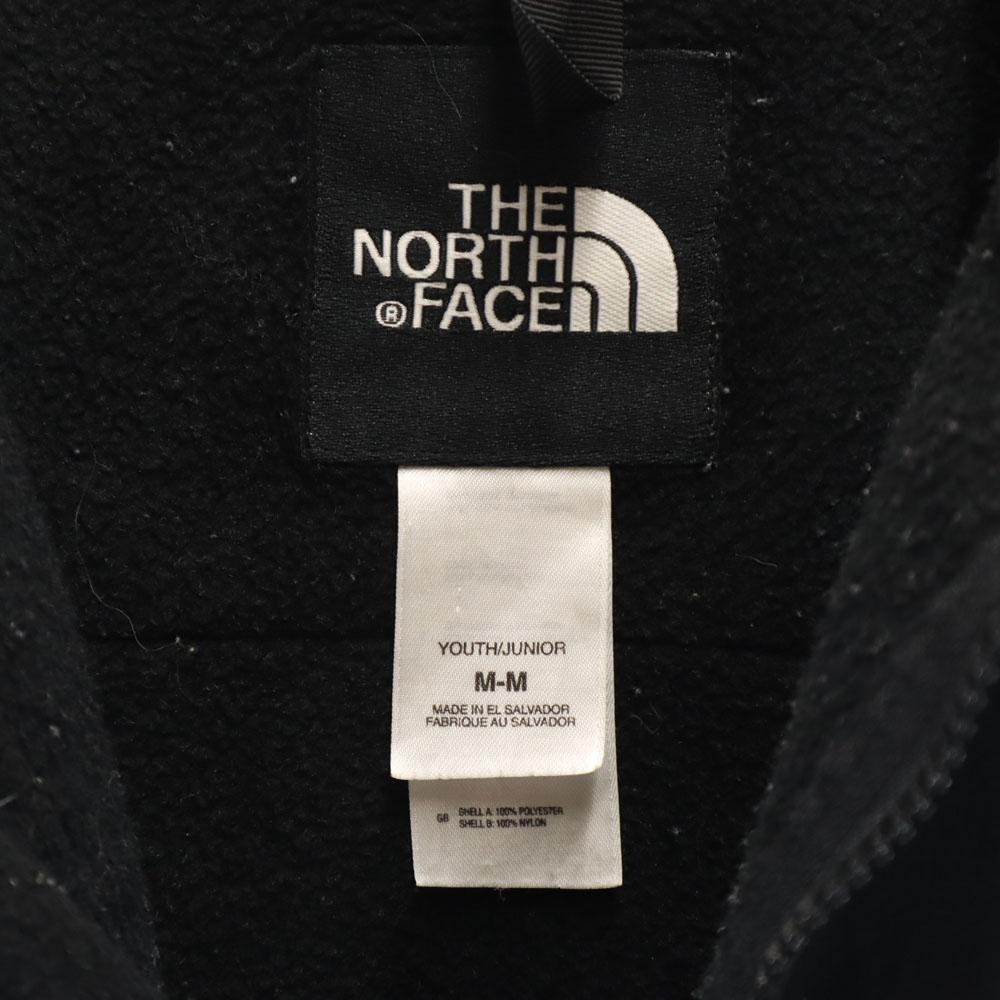 THE
NORTH
® FACE
YOUTH/JUNIOR
M-M
MADE IN EL SALVADOR
FABRIQUE AU SALVADOR
GB SHELL A: 100% POLYESTER
SHELL B: 100% NYLON